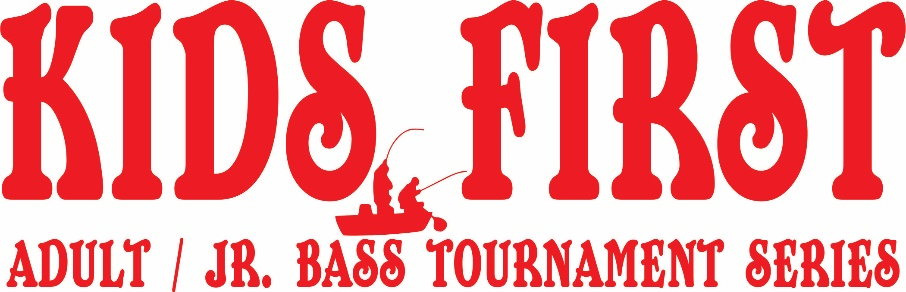 KIDS FIRST
ADULT / JR. BASS TOURNAMENT SERIES